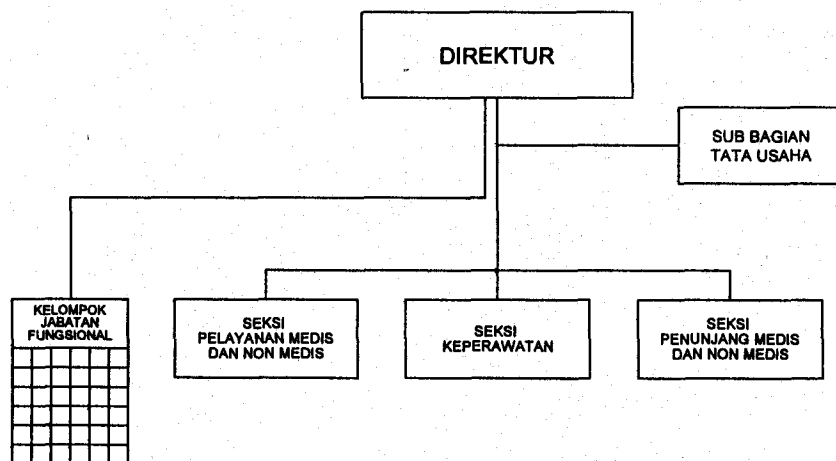 DIREKTUR
SUB BAGIAN
TATA USAHA
KELOMPOK
JABATAN
FUNGSIONAL
SEKSI
PELAYANAN MEDIS
DAN NON MEDIS
SEKSI
KEPERAWATAN
SEKSI
PENUNJANG MEDIS
DAN NON MEDIS